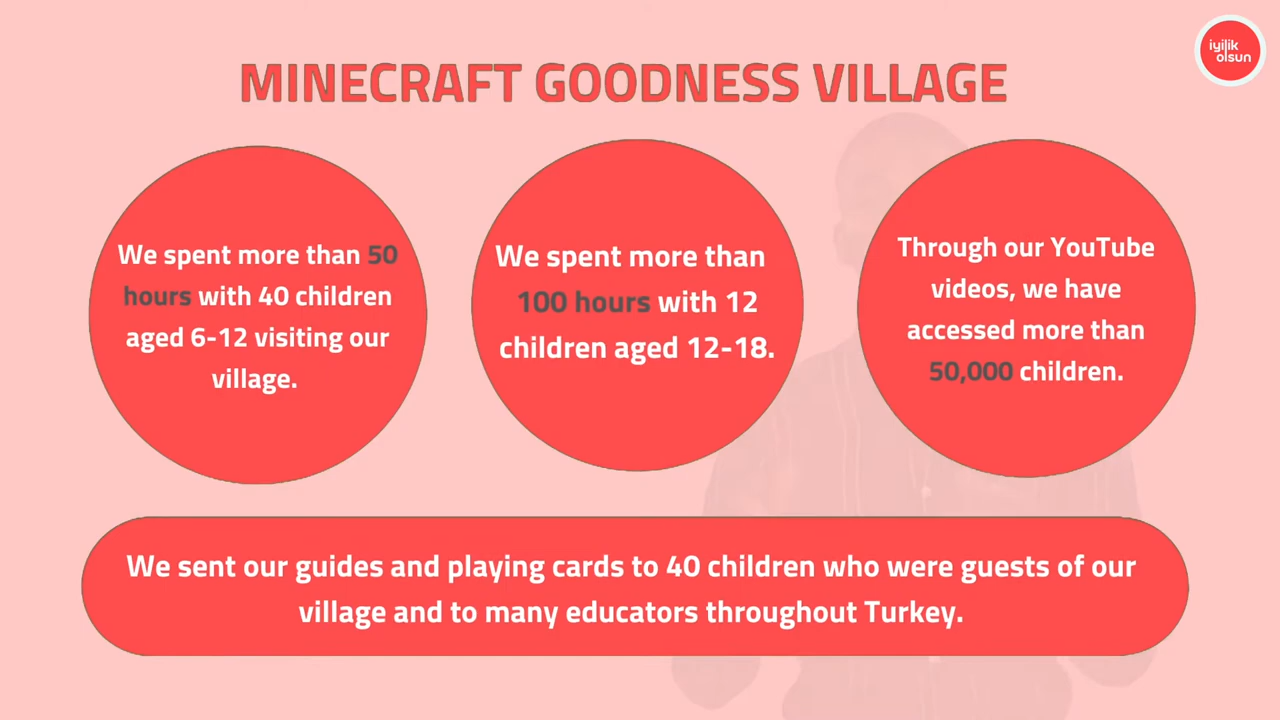 iyilik
olsun
MINECRAFT GOODNESS VILLAGE
We spent more than 50
hours with 40 children
aged 6-12 visiting our
village.
We spent more than
100 hours with 12
children aged 12-18.
Through our YouTube
videos, we have
accessed more than
50,000 children.
We sent our guides and playing cards to 40 children who were guests of our
village and to many educators throughout Turkey.